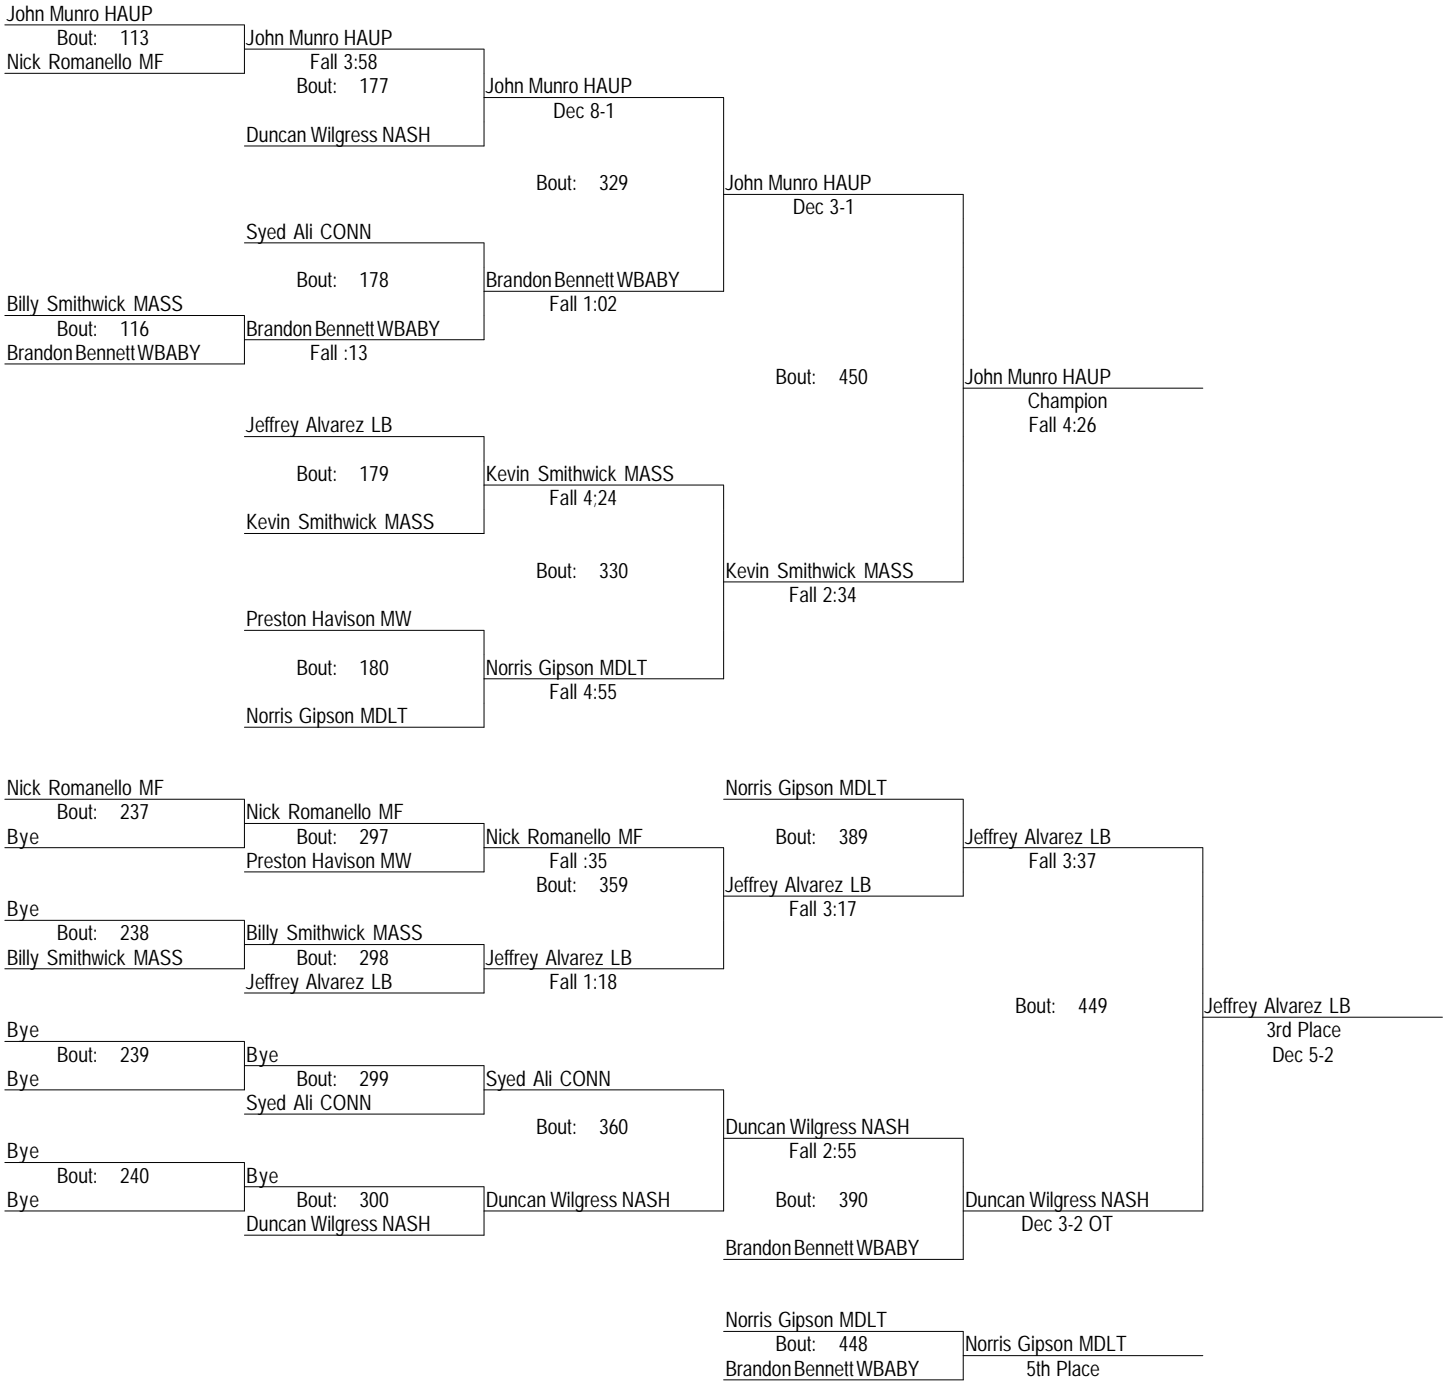 John Munro HAUP
Bout: 113
John Munro HAUP
Nick Romanello MF
Fall 3:58
Bout: 177
John Munro HAUP
Dec 8-1
Duncan Wilgress NASH
Bout: 329
John Munro HAUP
Dec 3-1
Syed Ali CONN
Bout: 178
Brandon Bennett WBABY
Fall 1:02
Billy Smithwick MASS
Bout: 116
Brandon Bennett WBABY
Brandon Bennett WBABY
Fall :13
Bout: 450
John Munro HAUP
Champion
Fall 4:26
Jeffrey Alvarez LB
Bout: 179
Kevin Smithwick MASS
Fall 4;24
Kevin Smithwick MASS
Bout: 330
Kevin Smithwick MASS
Fall 2:34
Preston Havison MW
Bout: 180
Norris Gipson MDLT
Fall 4:55
Norris Gipson MDLT
Nick Romanello MF
Norris Gipson MDLT
Bout: 237
Nick Romanello MF
Bye
Bout: 297
Nick Romanello MF
Bout: 389
Jeffrey Alvarez LB
Preston Havison MW
Fall :35
Fall 3:37
Bout: 359
Jeffrey Alvarez LB
Bye
Fall 3:17
Bout: 238
Billy Smithwick MASS
Billy Smithwick MASS
Bout: 298
Jeffrey Alvarez LB
Jeffrey Alvarez LB
Fall 1:18
Bout: 449
Jeffrey Alvarez LB
Bye
3rd Place
Bout: 239
Bye
Dec 5-2
Bye
Bout: 299
Syed Ali CONN
Syed Ali CONN
Bout: 360
Duncan Wilgress NASH
Bye
Fall 2:55
Bout: 240
Bye
Bye
Bout: 300
Duncan Wilgress NASH
Bout: 390
Duncan Wilgress NASH
Duncan Wilgress NASH
Dec 3-2 OT
Brandon Bennett WBABY
Norris Gipson MDLT
Bout: 448
Norris Gipson MDLT
Brandon Bennett WBABY
5th Place